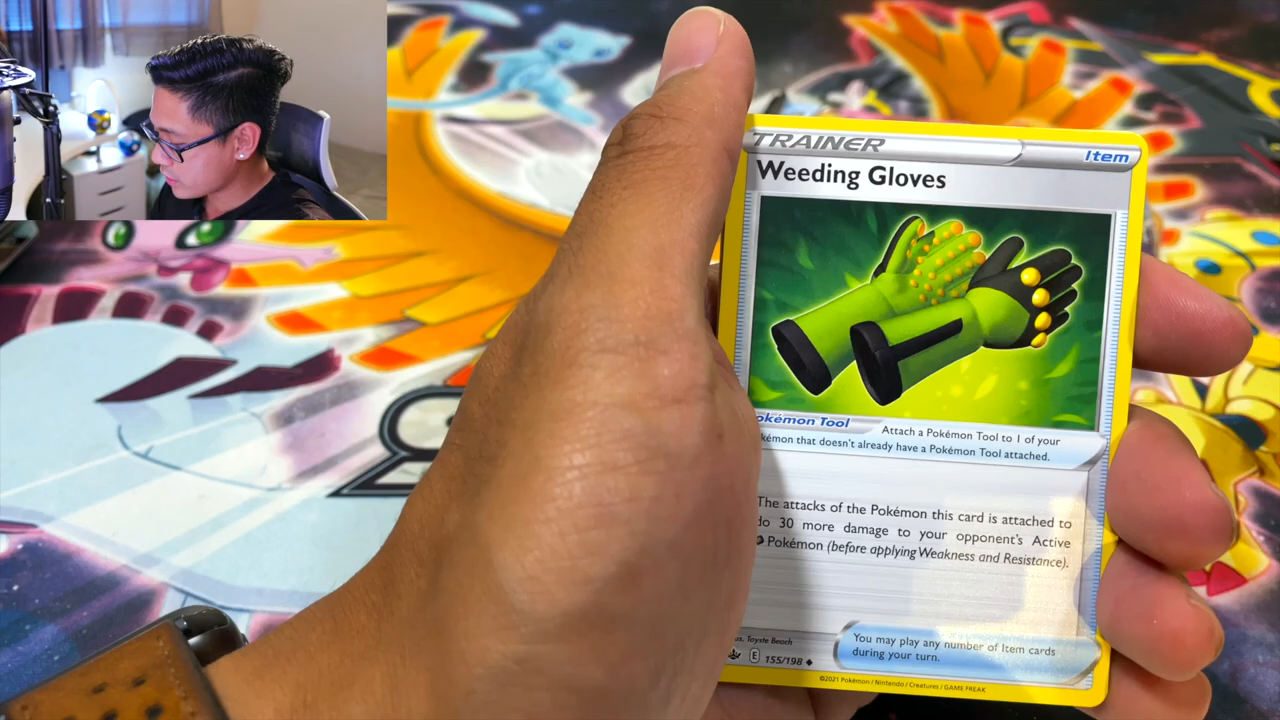 TRAINER
Item
Weeding Gloves
okémon Tool
Attach a Pokémon Tool to 1 of your
kémon that doesn't already have a Pokémon Tool attached.
The attacks of the Pokémon this card is attached to
do 30 more damage to your opponent's Active
Pokémon (before applying Weakness and Resistance).
us. Toyste Beach
E 155/198
You may play any number of Item cards
during your turn.
©2021 Pokémon / Nintendo / Creatures / GAME FREAK